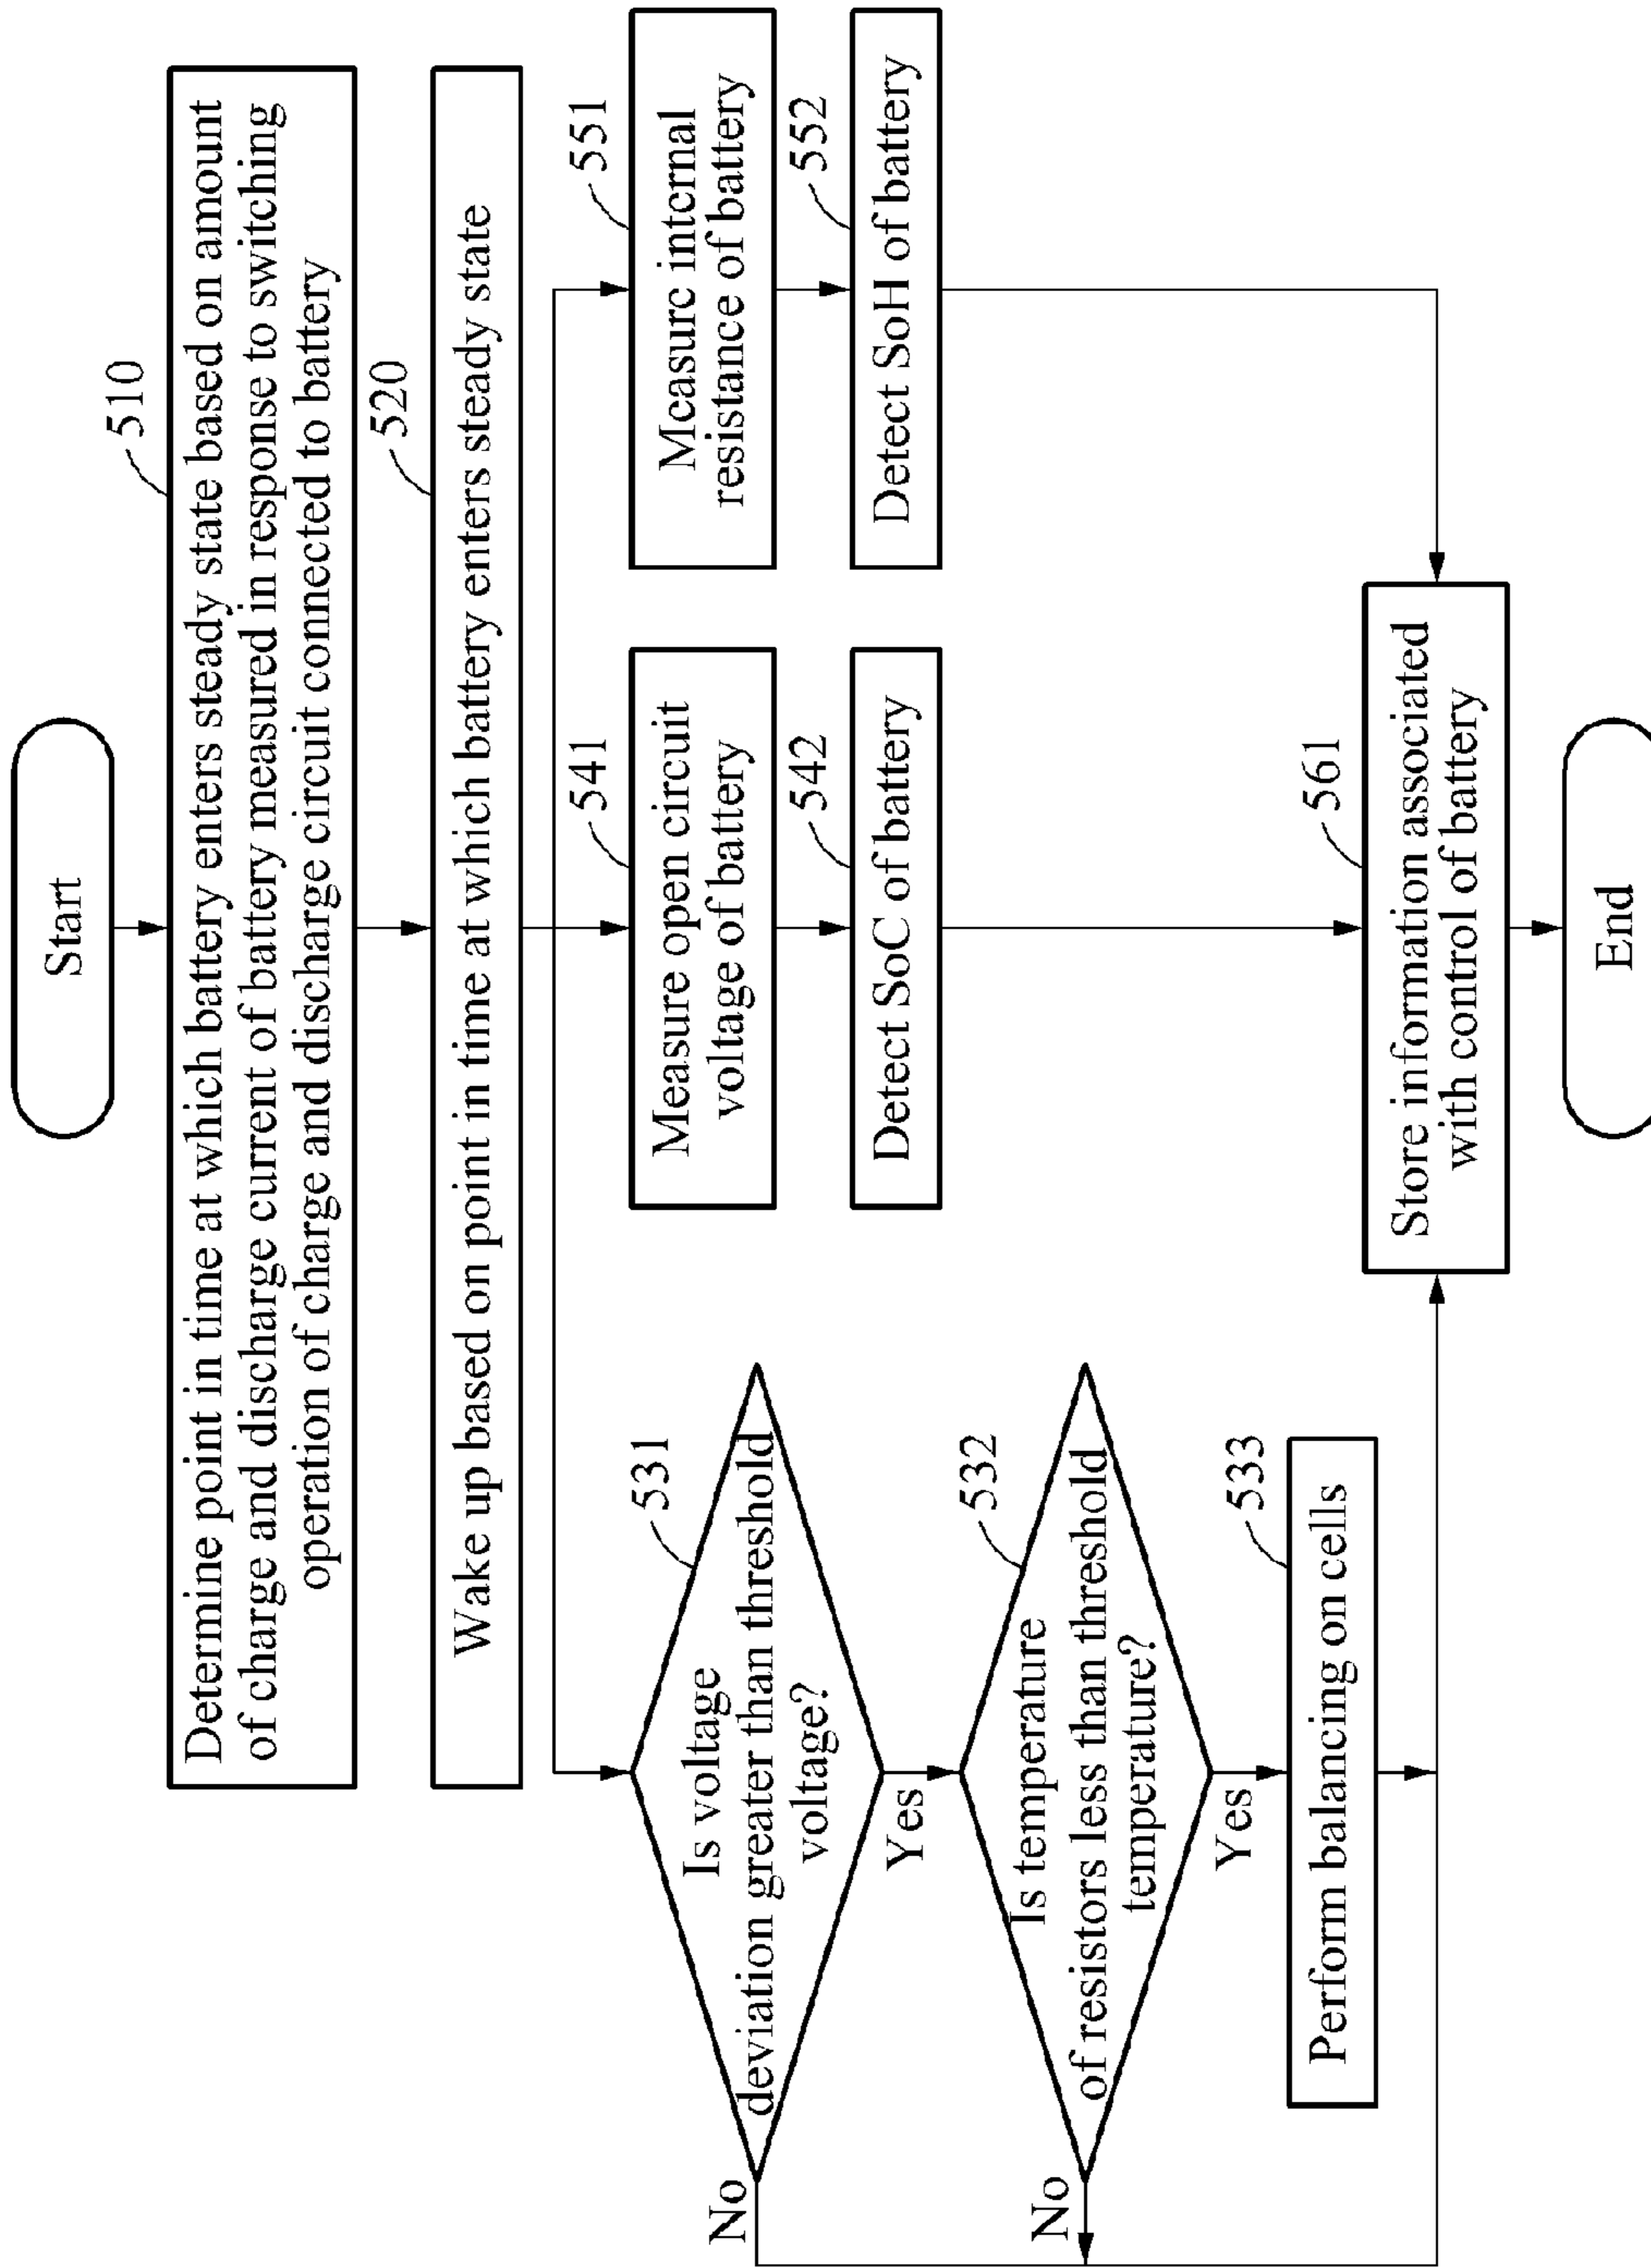 Start
510
Determine point in time at which battery enters steady state based on amount
of charge and discharge current of battery measured in response to switching
operation of charge and discharge circuit connected to battery
520
Wake up based on point in time at which battery enters steady state
531
Is voltage
deviation greater than threshold
voltage?
No
Yes
532
Is temperature
of resistors less than threshold
temperature?
No
Yes
533
Perform balancing on cells
541
Measure open circuit
voltage of battery
542
Detect SoC of battery
551
Measure internal
resistance of battery
552
Detect SoH of battery
561
Store information associated
with control of battery
End